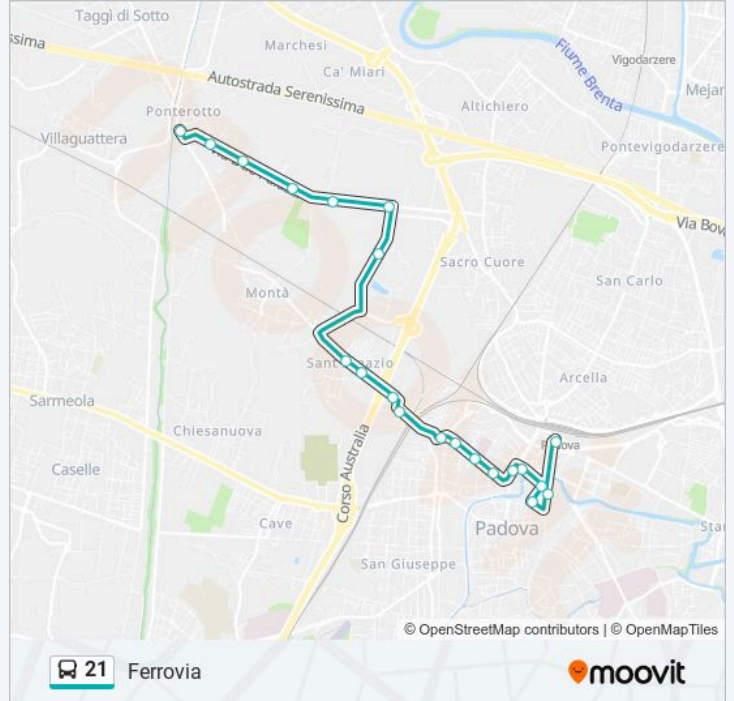 Taggì di Sotto
ssima
Marchesi
Ca' Miari
Fiume Brenta
Vigodarzere
Autostrada Serenissima
Mejar
Ponterotto
Altichiero
Villaguattera
Pontevigodarzere
Via Bov
Sacro Cuore
San Carlo
Montà
Arcella
Sarmeola
Chiesanuova
Corso Australia
Caselle
Cave
Padova
Sta
San Giuseppe
© OpenStreetMap contributors | © OpenMapTiles
21 Ferrovia
moovit